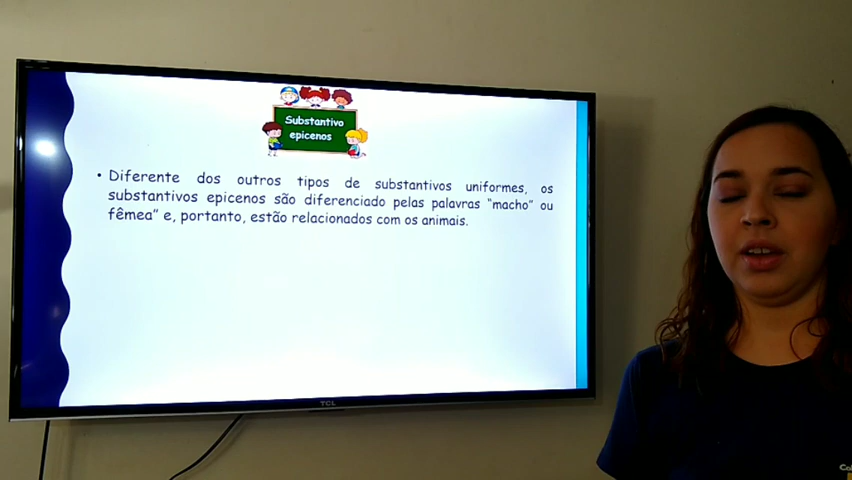 Substantivo
epicenos
• Diferente dos outros tipos de substantivos uniformes, os
substantivos epicenos são diferenciado pelas palavras “macho” ou
fêmea” e, portanto, estão relacionados com os animais.
TCL